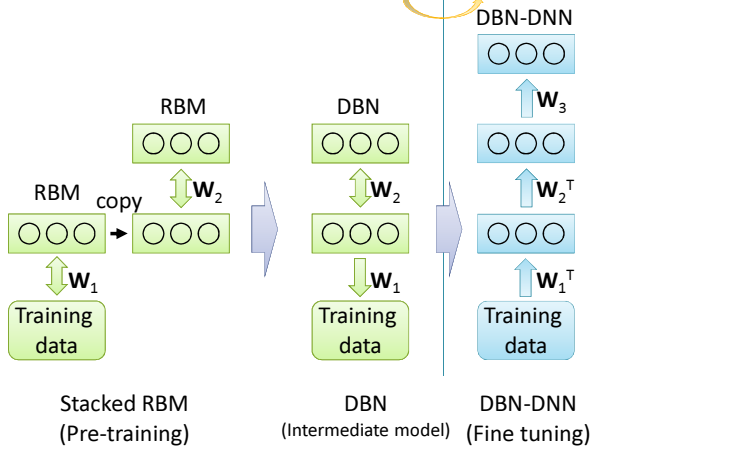 DBN-DNN
W₃
RBM
DBN
W₂
W₂
W₂ᵀ
RBM
copy
W₁
W₁
W₁ᵀ
Training
data
Training
data
Training
data
Stacked RBM
(Pre-training)
DBN
(Intermediate model)
DBN-DNN
(Fine tuning)